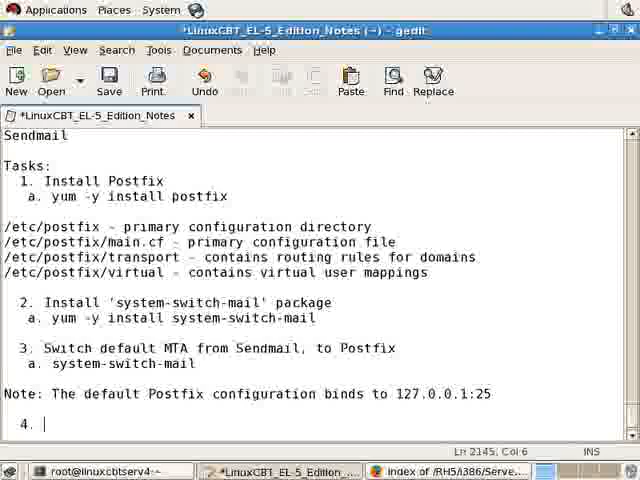 Applications Places System
*LinuxCBT_EL-5_Edition_Notes (~) - gedit
File Edit View Search Tools Documents Help
New Open Save Print. Undo Paste Find Replace
*LinuxCBT_EL-5_Edition_Notes
Sendmail
Tasks:
1. Install Postfix
a. yum -y install postfix
/etc/postfix - primary configuration directory
/etc/postfix/main.cf - primary configuration file
/etc/postfix/transport - contains routing rules for domains
/etc/postfix/virtual - contains virtual user mappings
2. Install 'system-switch-mail' package
a. yum -y install system-switch-mail
3. Switch default MTA from Sendmail, to Postfix
a. system-switch-mail
Note: The default Postfix configuration binds to 127.0.0.1:25
4.
Ln 2145, Col 6 INS
root@linuxcbtserv4:~ *LinuxCBT_EL-5_Edition_... Index of /RH5/i386/Serve...